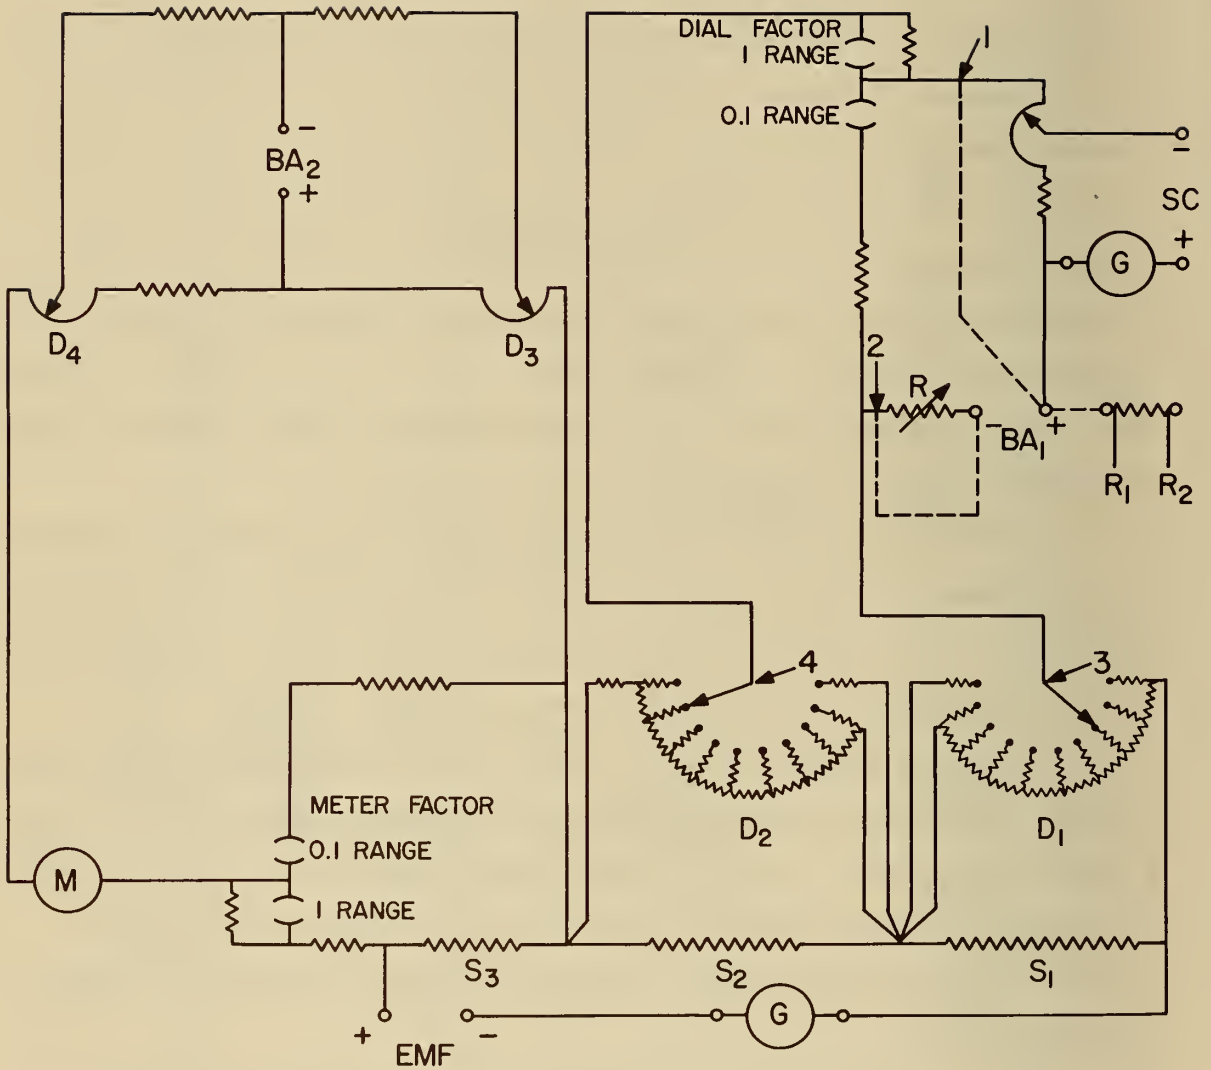 DIAL FACTOR
1 RANGE
0.1 RANGE
1
-
BA2
+
-
SC
+
G
D4
D3
2
R
-BA1+
R1
R2
4
3
METER FACTOR
0.1 RANGE
1 RANGE
M
D2
D1
S3
S2
S1
+
EMF
-
G